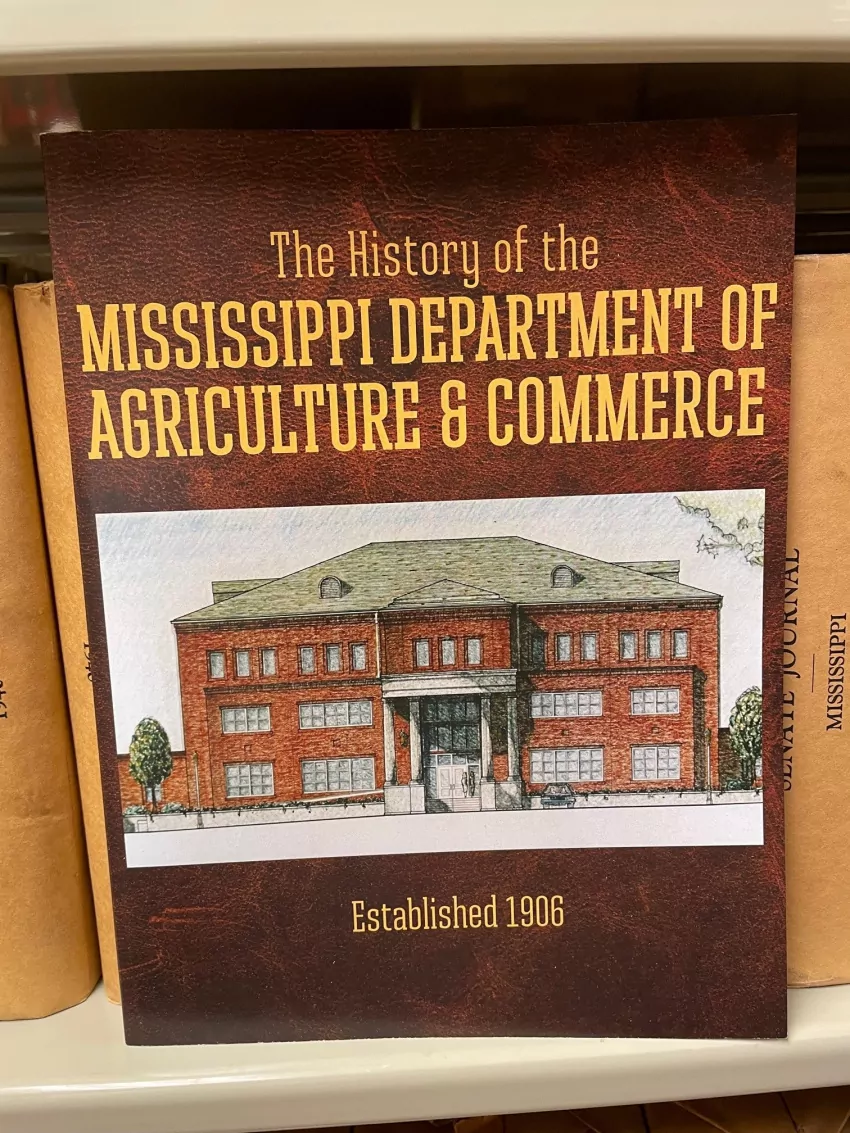 The History of the
MISSISSIPPI DEPARTMENT OF
AGRICULTURE & COMMERCE
Established 1906
SENATE JOURNAL
MISSISSIPPI